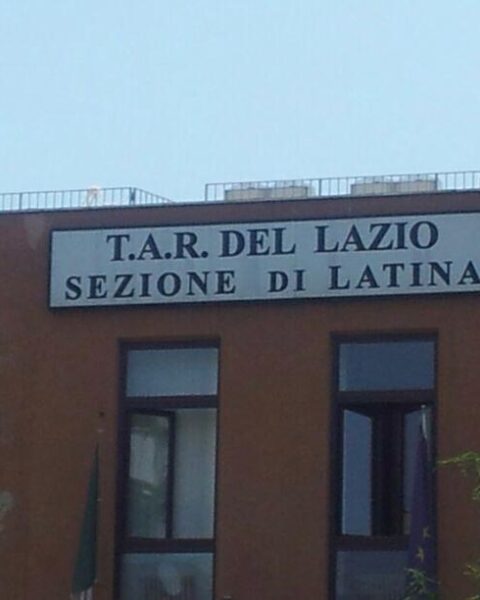 T.A.R. DEL LAZIO
SEZIONE DI LATINA